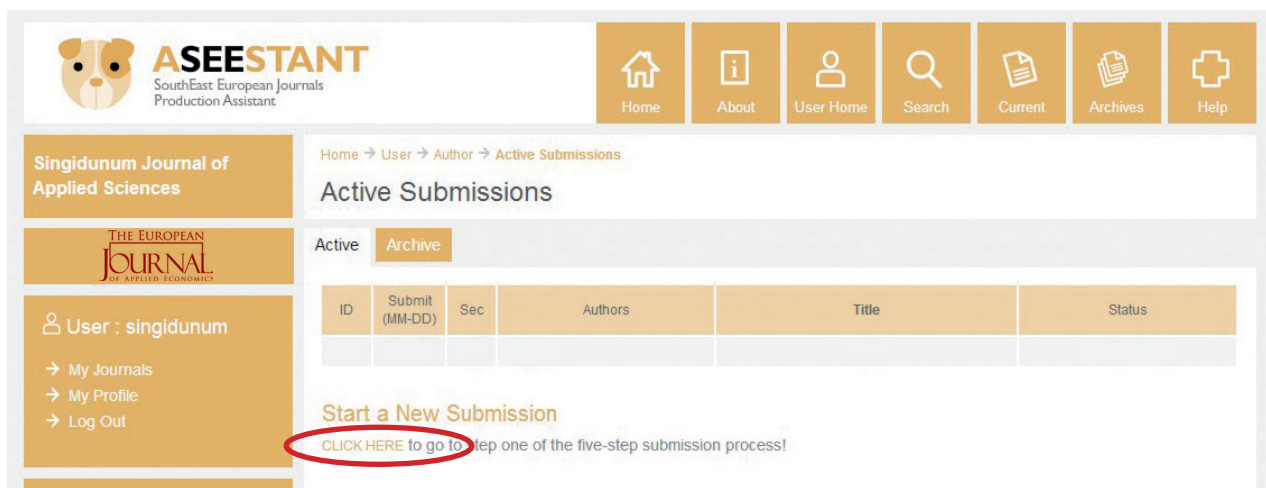 ASEESTANT
SouthEast European Journals
Production Assistant
Home
About
User Home
Search
Current
Archives
Help
Singidunum Journal of
Applied Sciences
THE EUROPEAN
JOURNAL
OF APPLIED ECONOMICS
User : singidunum
→ My Journals
→ My Profile
→ Log Out
Home → User → Author → Active Submissions
Active Submissions
Active Archive
ID Submit (MM-DD) Sec Authors Title Status
Start a New Submission
CLICK HERE to go to step one of the five-step submission process!